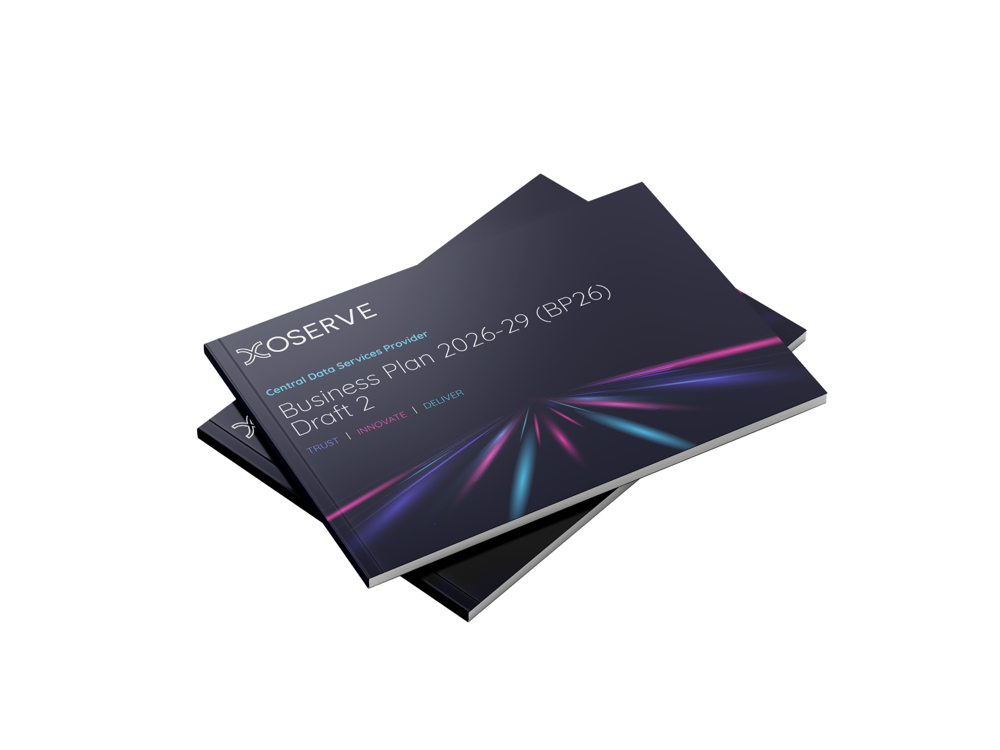 XOSERVE
Central Data Services Provider
Business Plan 2026-29 (BP26)
Draft 2
TRUST | INNOVATE | DELIVER
X